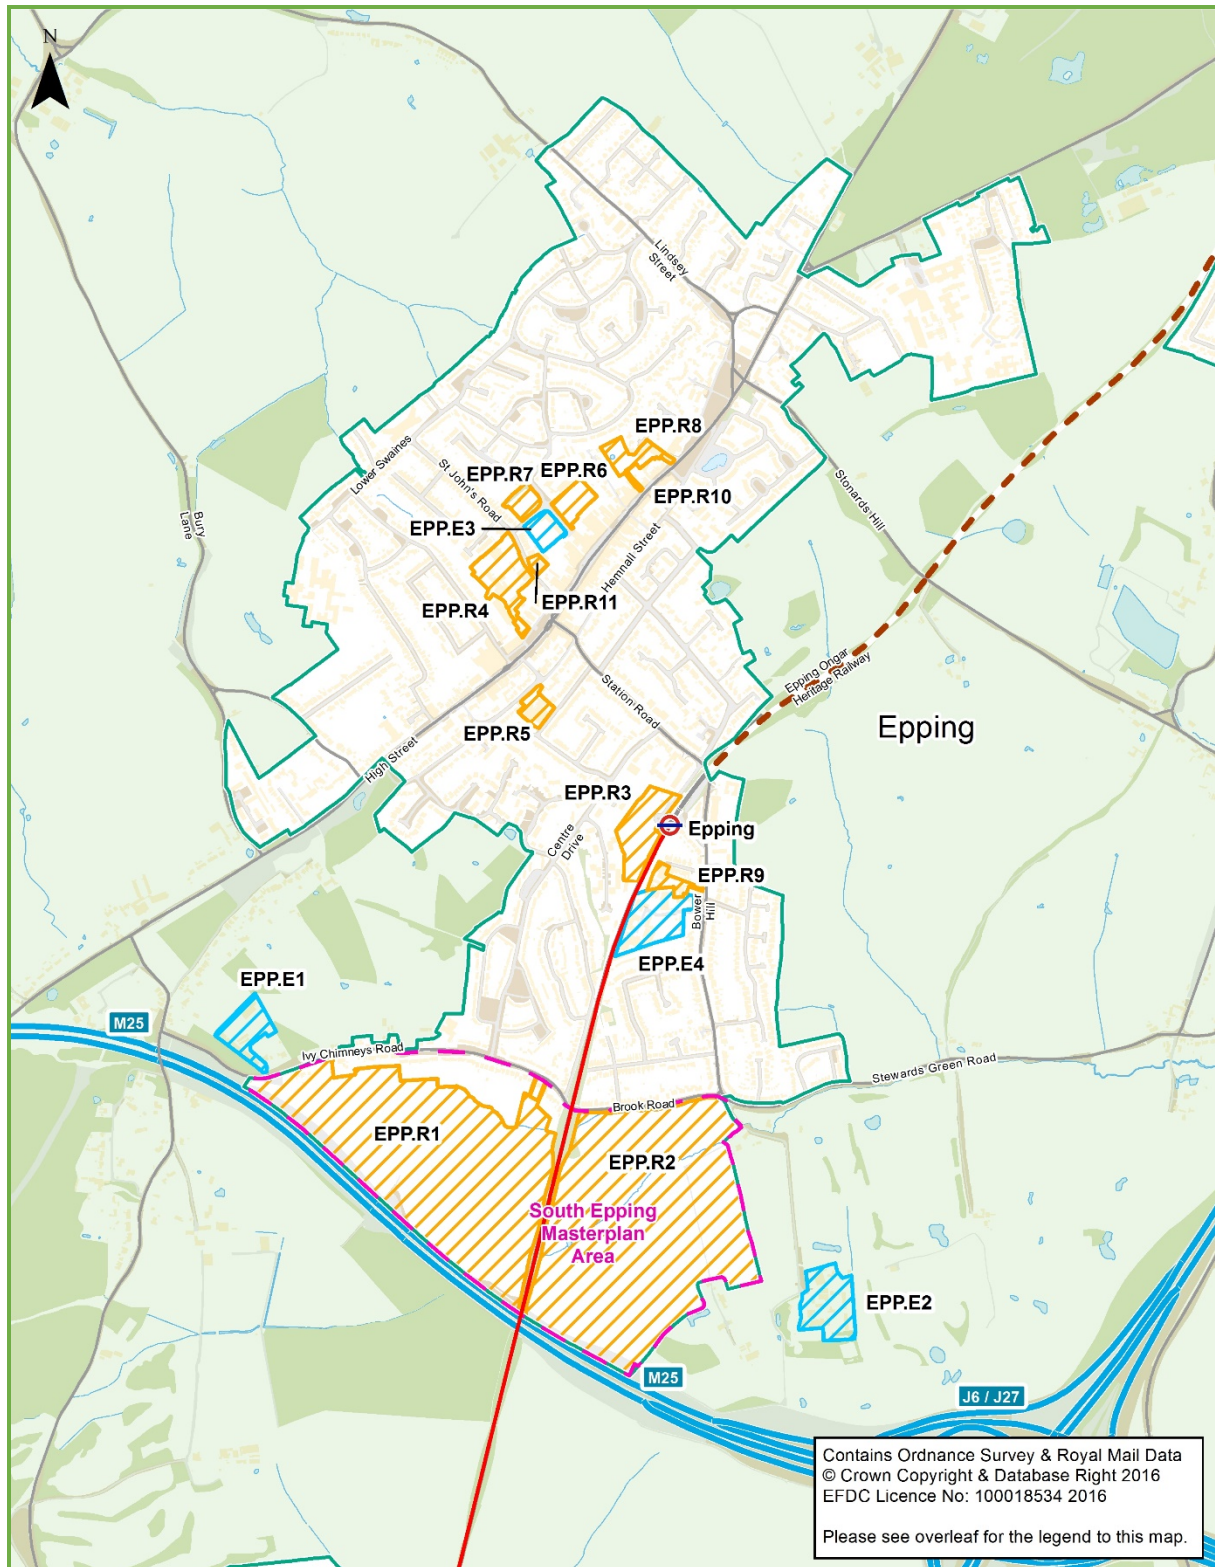 N
Lindsey
Street
EPP.R8
Lower Swaines
St John's Road
EPP.R7
EPP.R6
EPP.R10
Stonards Hill
Bury
Lane
EPP.E3
Hemnall Street
EPP.R4
EPP.R11
Epping Ongar
Heritage Railway
Station Road
Epping
EPP.R5
High Street
EPP.R3
Epping
Centre
Drive
EPP.R9
Bower
Hill
EPP.E4
EPP.E1
M25
Ivy Chimneys Road
Stewards Green Road
Brook Road
EPP.R1
EPP.R2
South Epping
Masterplan
Area
EPP.E2
M25
J6 / J27
Contains Ordnance Survey & Royal Mail Data
© Crown Copyright & Database Right 2016
EFDC Licence No: 100018534 2016
Please see overleaf for the legend to this map.